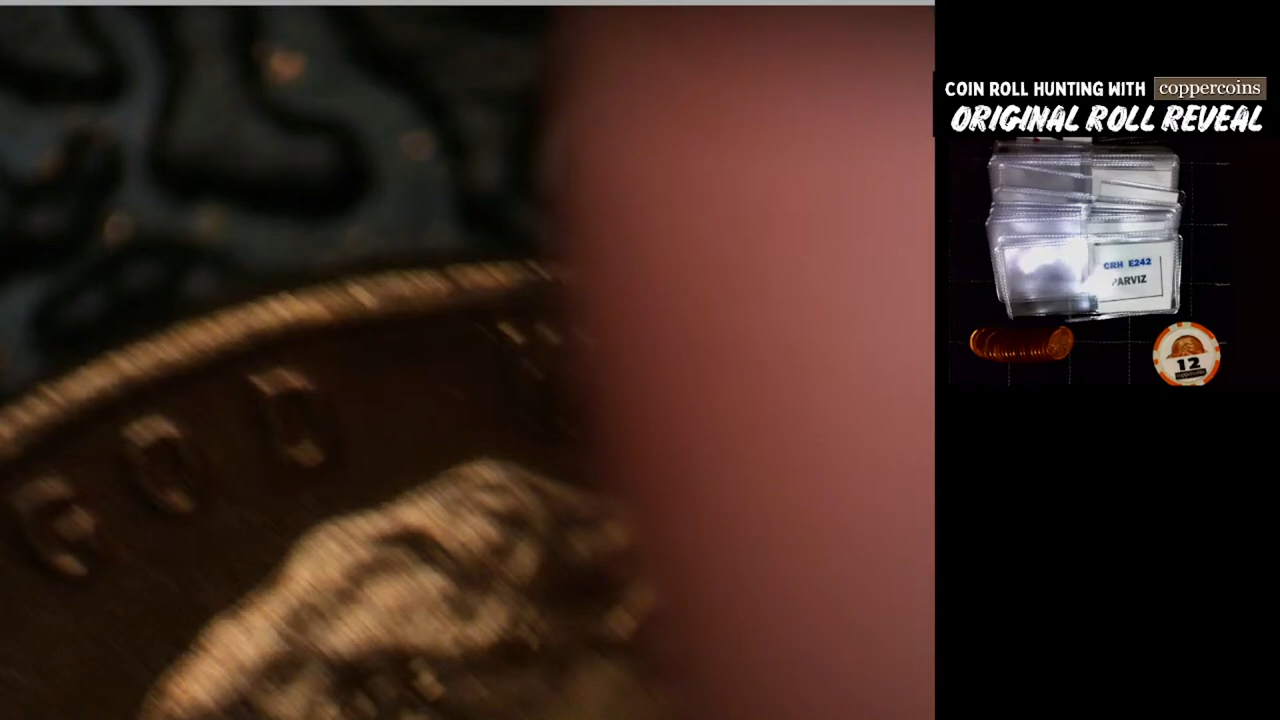 COIN ROLL HUNTING WITH coppercoins
ORIGINAL ROLL REVEAL
CRH E242
PARVIZ
12